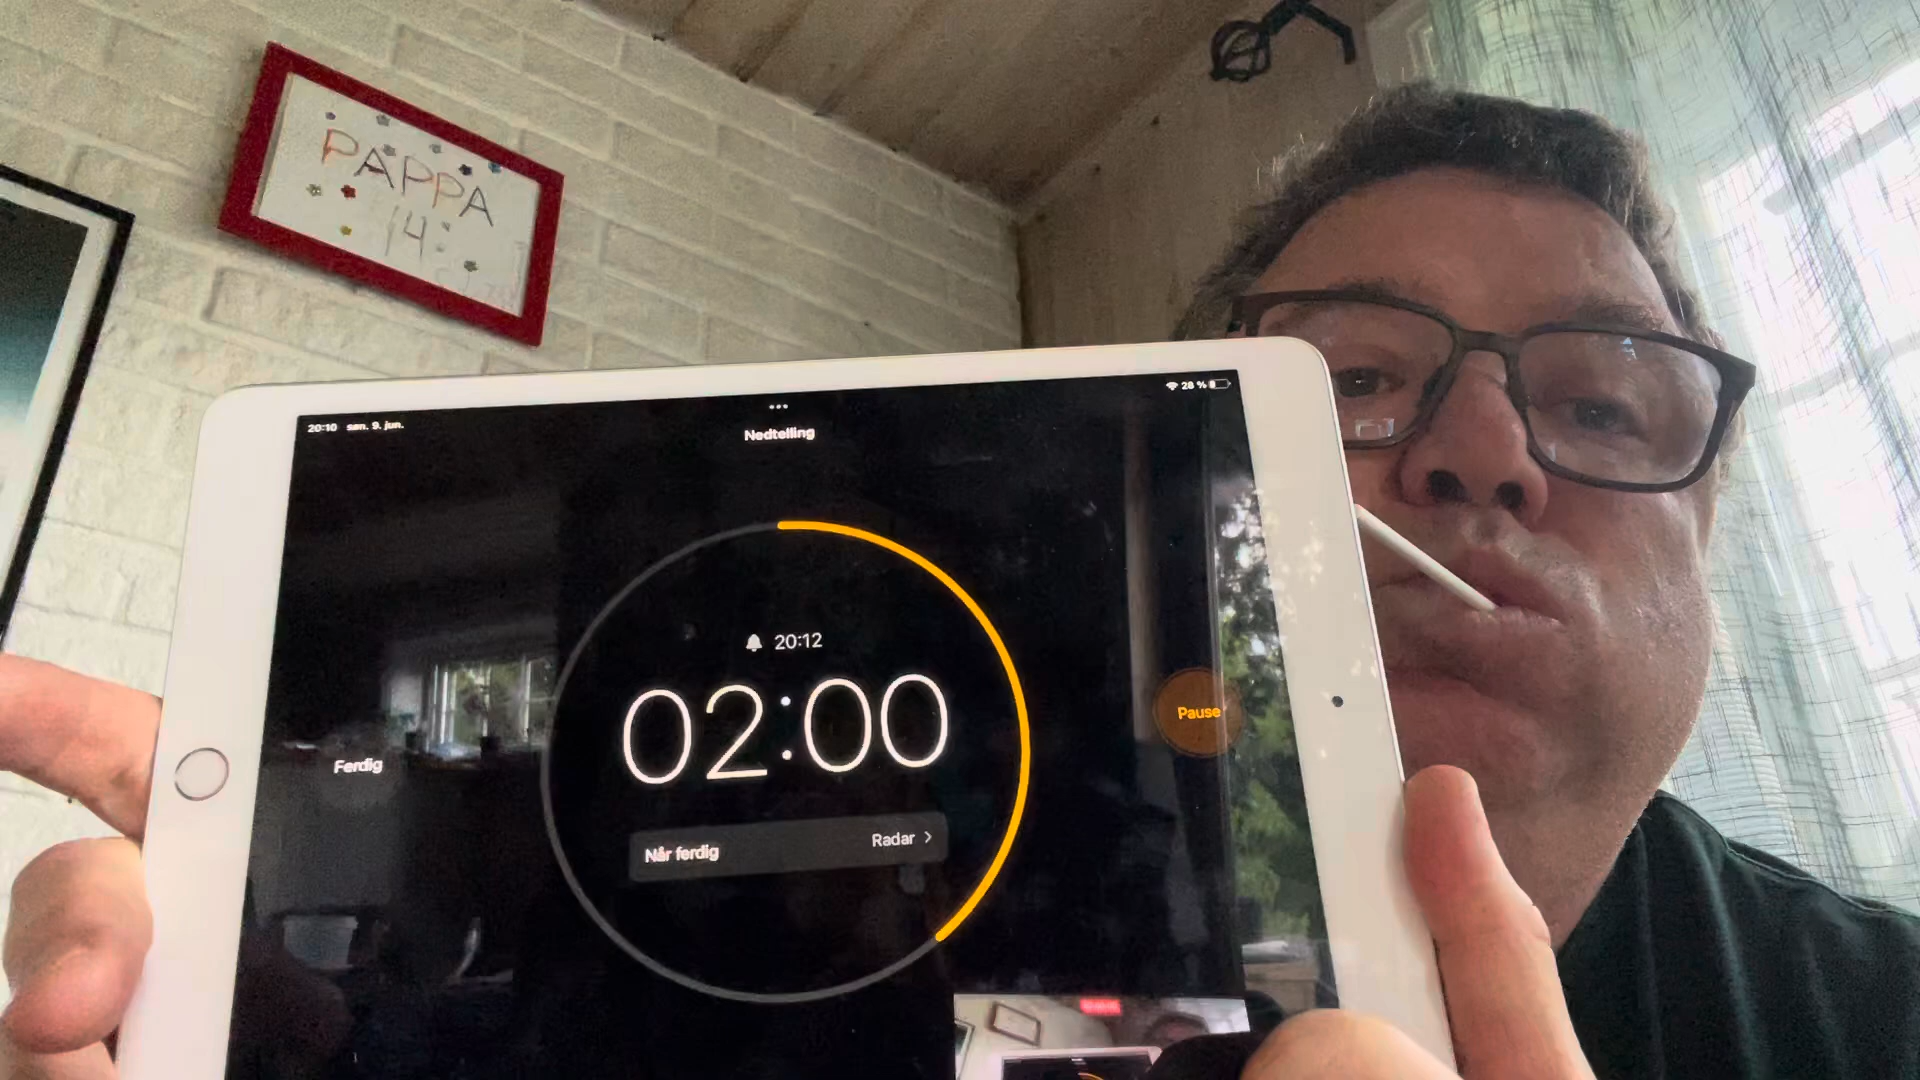 PAPPA
14
20:10 søn. 9. jun.
28 %
Nedtelling
20:12
02:00
Ferdig
Pause
Når ferdig
Radar